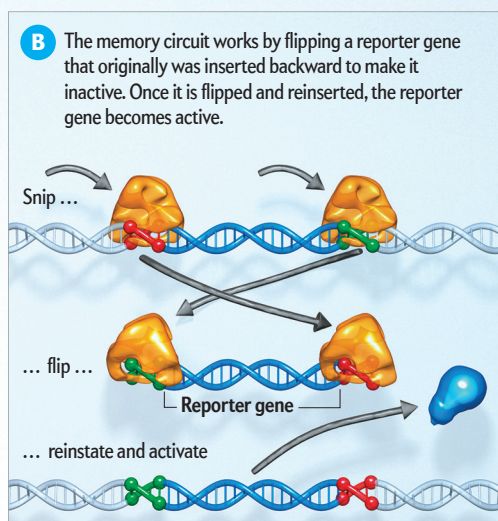 B
The memory circuit works by flipping a reporter gene
that originally was inserted backward to make it
inactive. Once it is flipped and reinserted, the reporter
gene becomes active.
Snip …
… flip …
Reporter gene
… reinstate and activate